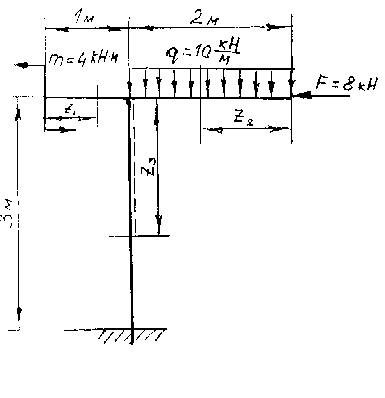 1м
2м
m=4кНм
q=10 кН/м
F=8кН
z₁
z₂
z₃
3м